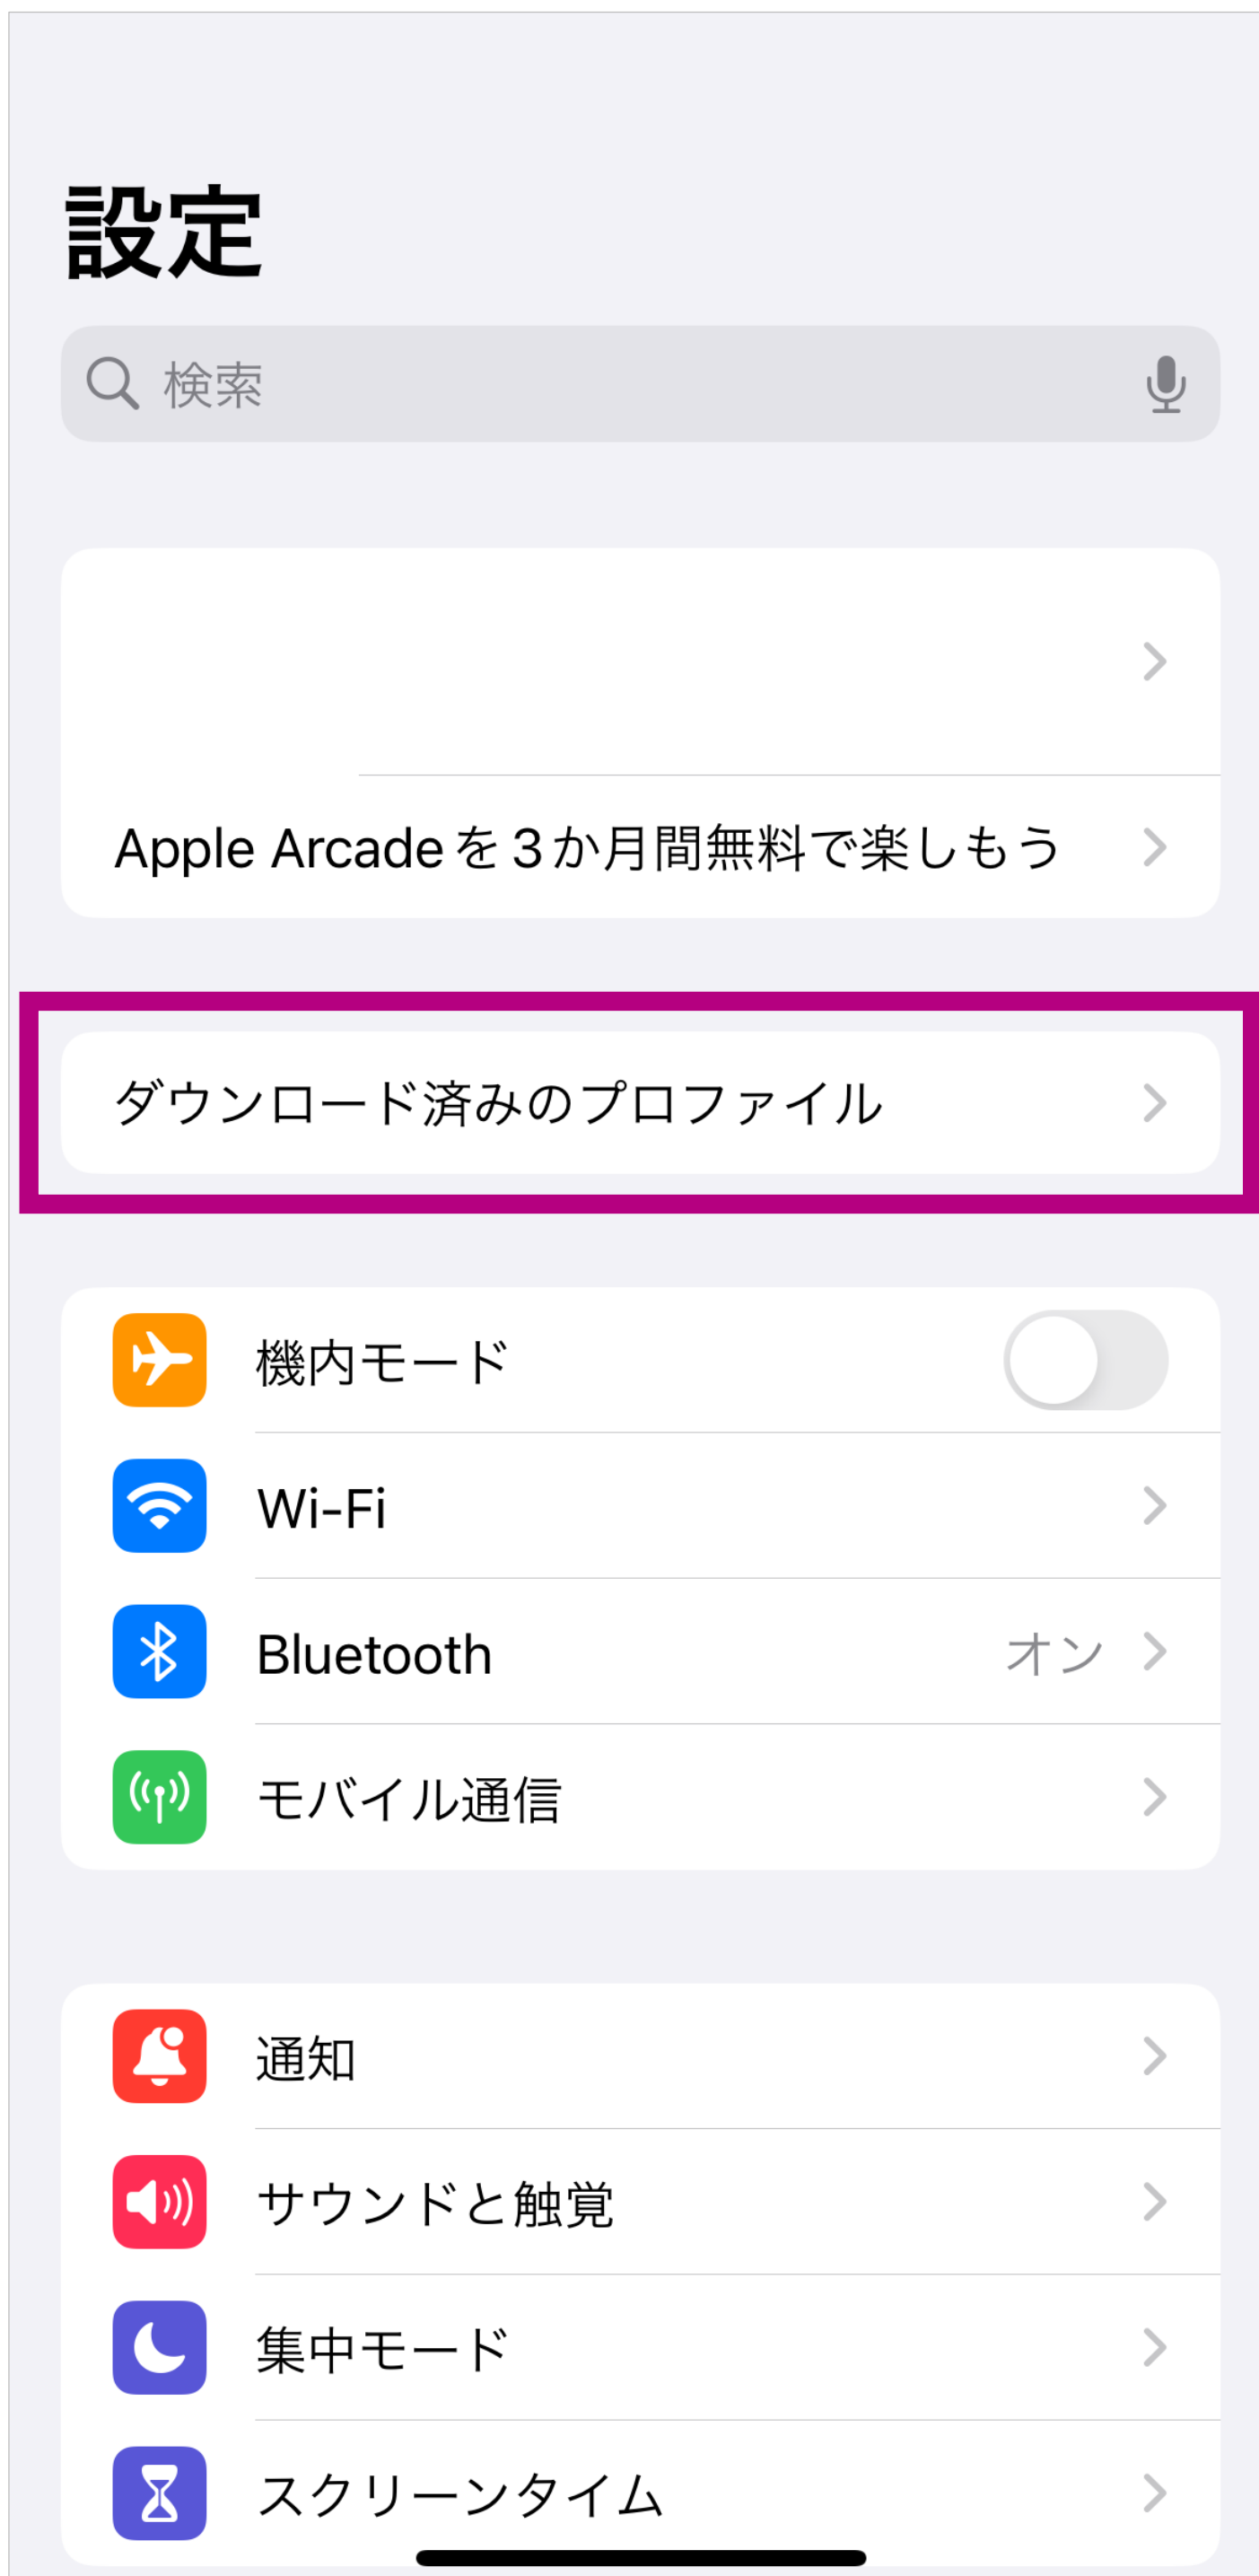 設定
検索
Apple Arcadeを3か月間無料で楽しもう
ダウンロード済みのプロファイル
機内モード
Wi-Fi
Bluetooth オン
モバイル通信
通知
サウンドと触覚
集中モード
スクリーンタイム